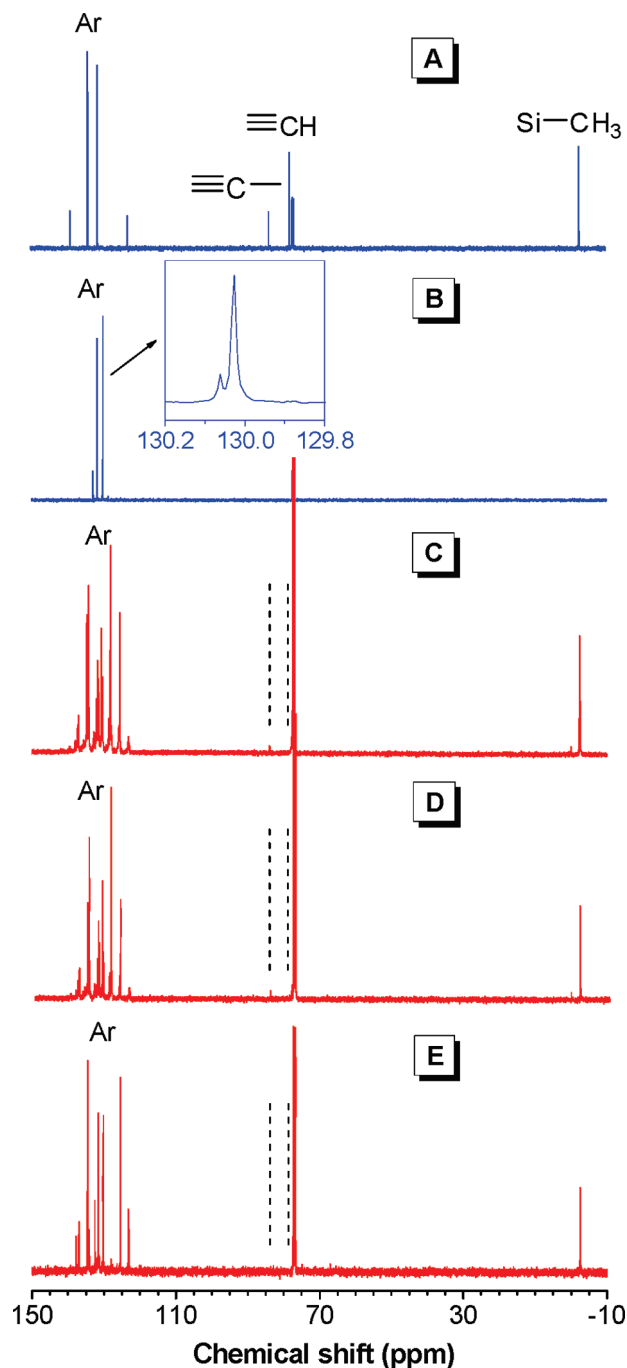 Ar
A
≡CH
Si—CH₃
≡C—
Ar
B
130.2 130.0 129.8
Ar
C
Ar
D
Ar
E
150 110 70 30 -10
Chemical shift (ppm)